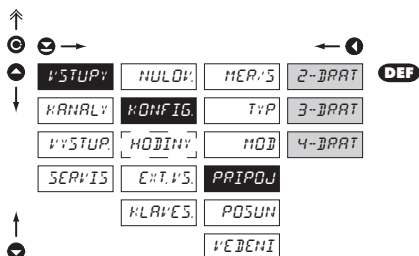 VSTUPY NULOV. MER/S 2-DRAT DEF
KANALY KONFIG. TYP 3-DRAT
VYSTUP. HODINY MOD 4-DRAT
SERVIS EXT. VS. PRIPOJ
KLAVES. POSUN
VEDENI